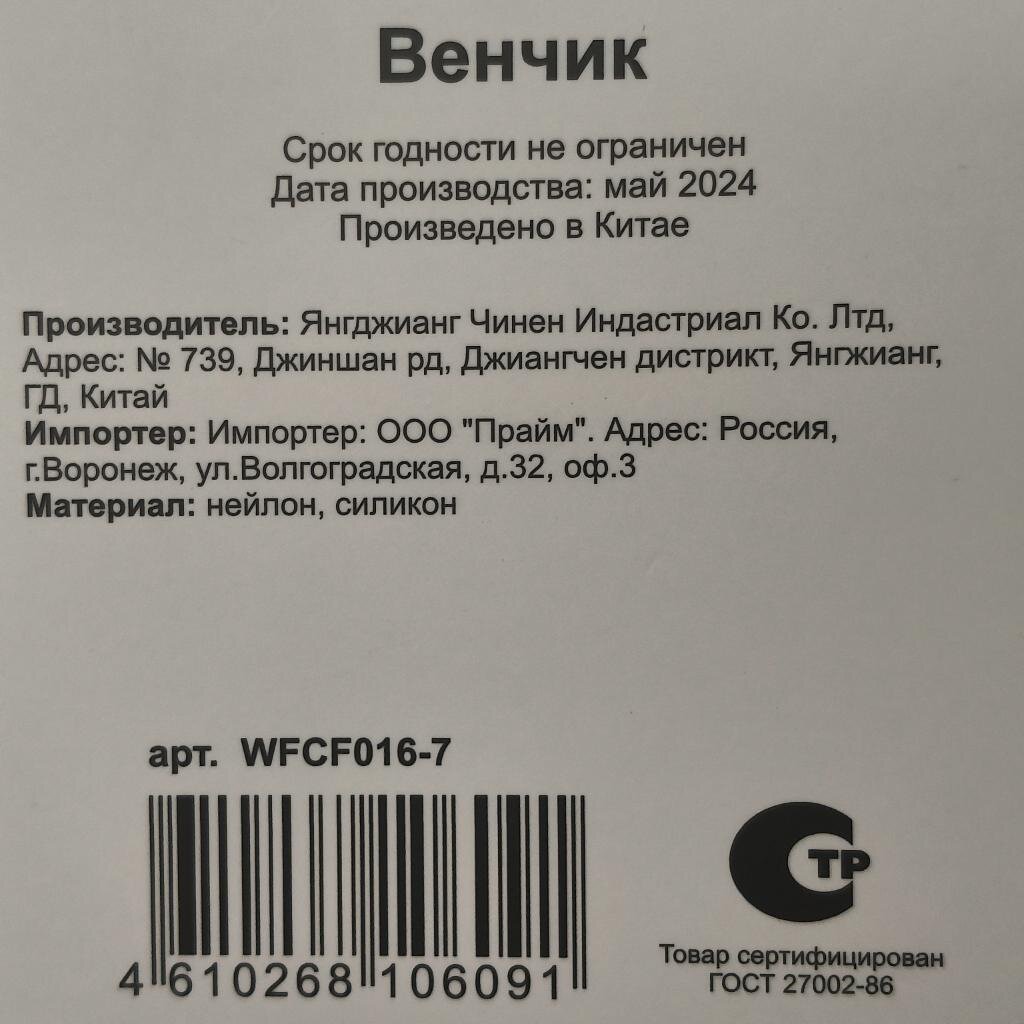 Венчик
Срок годности не ограничен
Дата производства: май 2024
Произведено в Китае
Производитель: Янгджианг Чинен Индастриал Ко. Лтд,
Адрес: № 739, Джиншан рд, Джиангчен дистрикт, Янгжианг,
ГД, Китай
Импортер: Импортер: ООО "Прайм". Адрес: Россия,
г.Воронеж, ул.Волгоградская, д.32, оф.3
Материал: нейлон, силикон
арт. WFCF016-7
4 610268 106091
СТР
Товар сертифицирован
ГОСТ 27002-86